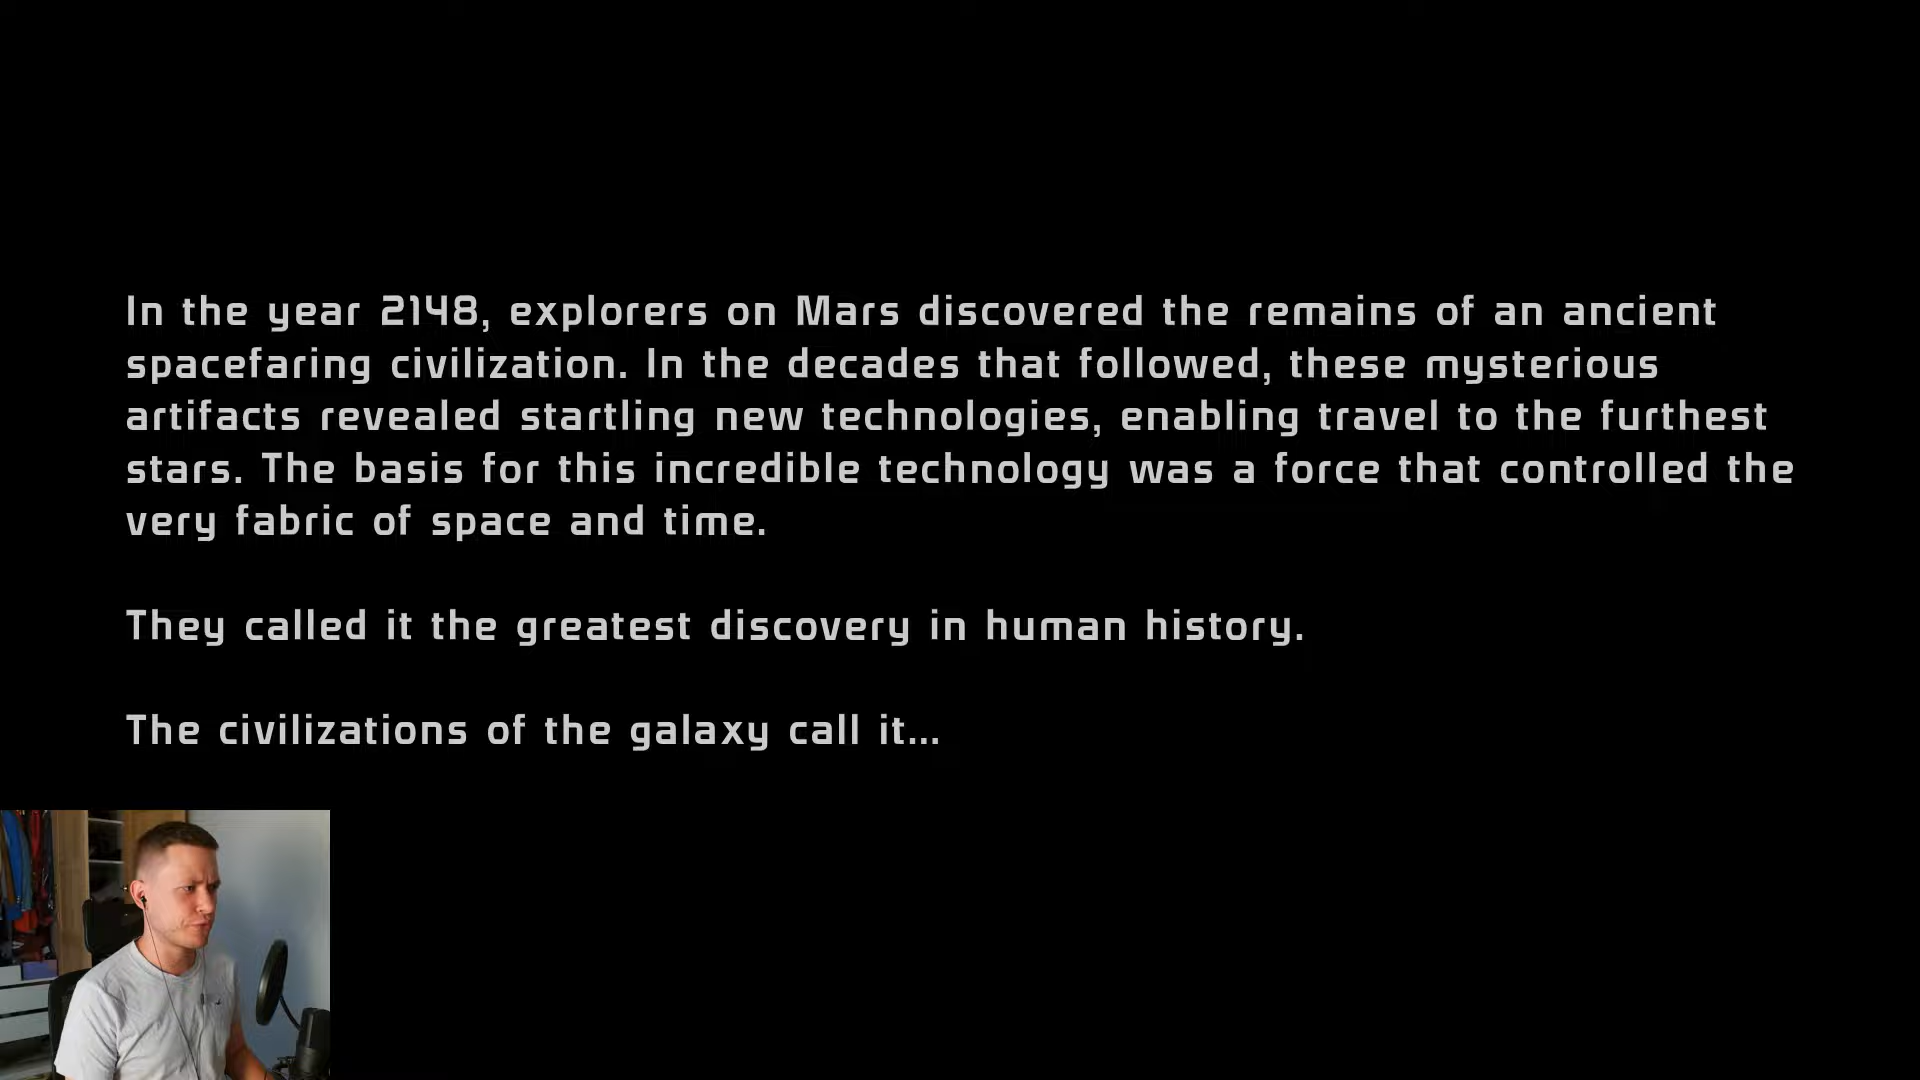 In the year 2148, explorers on Mars discovered the remains of an ancient
spacefaring civilization. In the decades that followed, these mysterious
artifacts revealed startling new technologies, enabling travel to the furthest
stars. The basis for this incredible technology was a force that controlled the
very fabric of space and time.
They called it the greatest discovery in human history.
The civilizations of the galaxy call it...